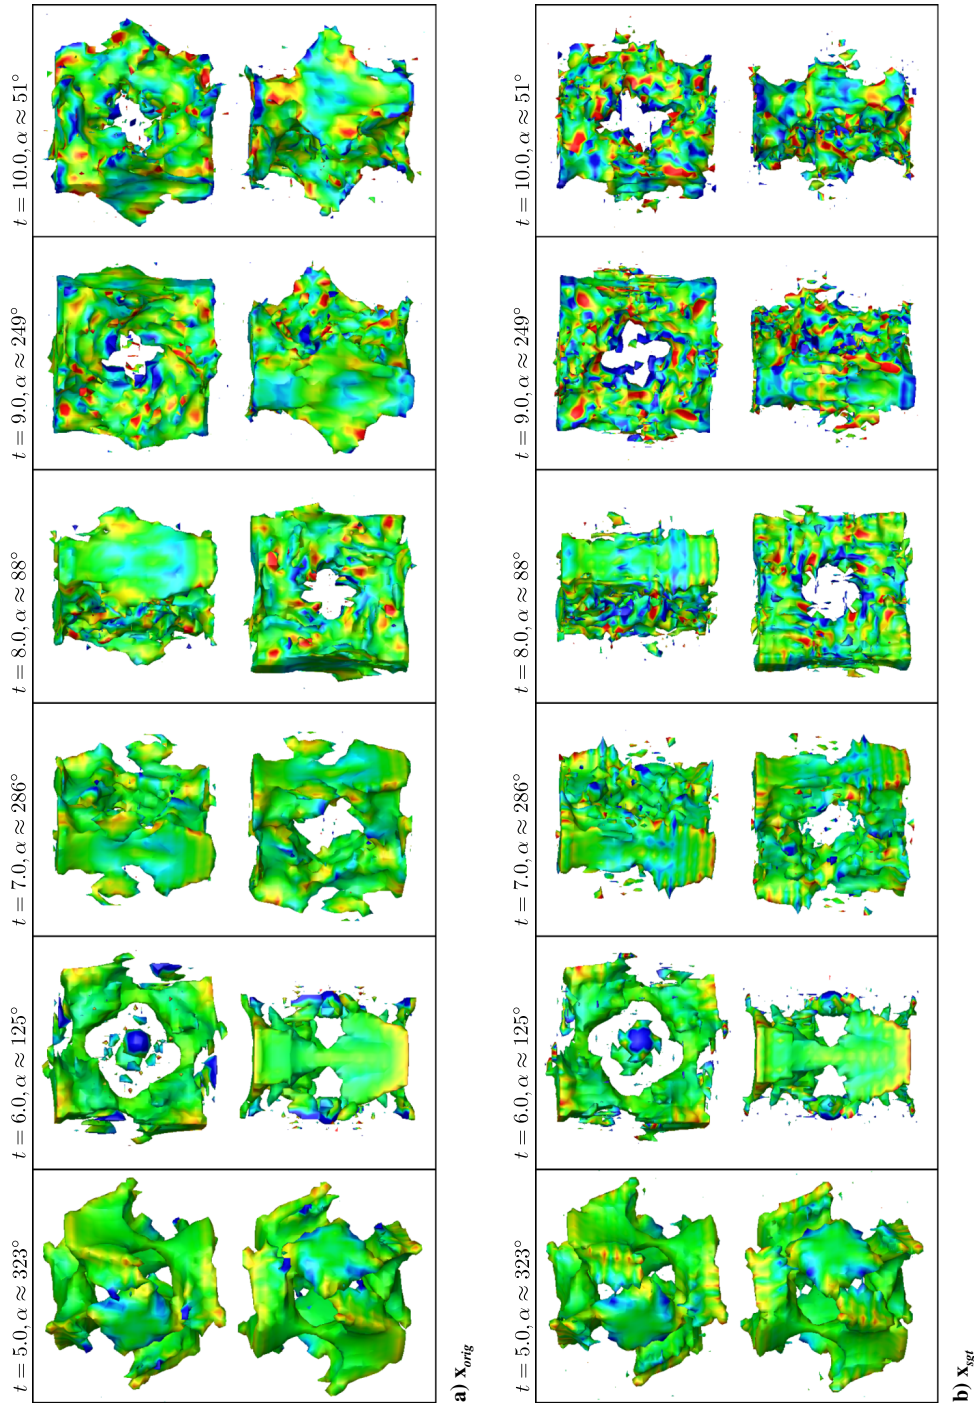 t = 5.0, α ≈ 323°
t = 6.0, α ≈ 125°
t = 7.0, α ≈ 286°
t = 8.0, α ≈ 88°
t = 9.0, α ≈ 249°
t = 10.0, α ≈ 51°
a) x_orig
t = 5.0, α ≈ 323°
t = 6.0, α ≈ 125°
t = 7.0, α ≈ 286°
t = 8.0, α ≈ 88°
t = 9.0, α ≈ 249°
t = 10.0, α ≈ 51°
b) x_sgt